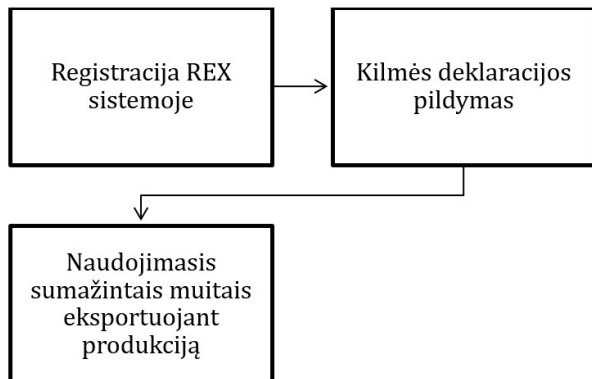 Registracija REX
sistemoje
Kilmės deklaracijos
pildymas
Naudojimasis
sumažintais muitais
eksportuojant
produkciją